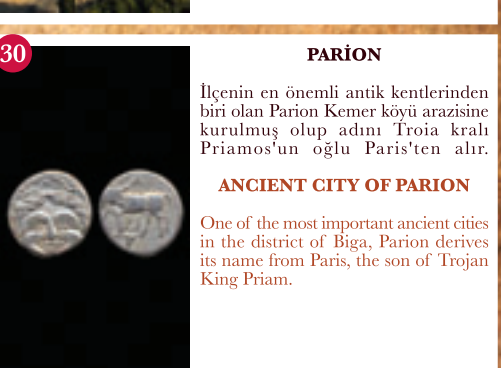 30
PARİON
İlçenin en önemli antik kentlerinden
biri olan Parion Kemer köyü arazisine
kurulmuş olup adını Troia kralı
Priamos'un oğlu Paris'ten alır.
ANCIENT CITY OF PARION
One of the most important ancient cities
in the district of Biga, Parion derives
its name from Paris, the son of Trojan
King Priam.